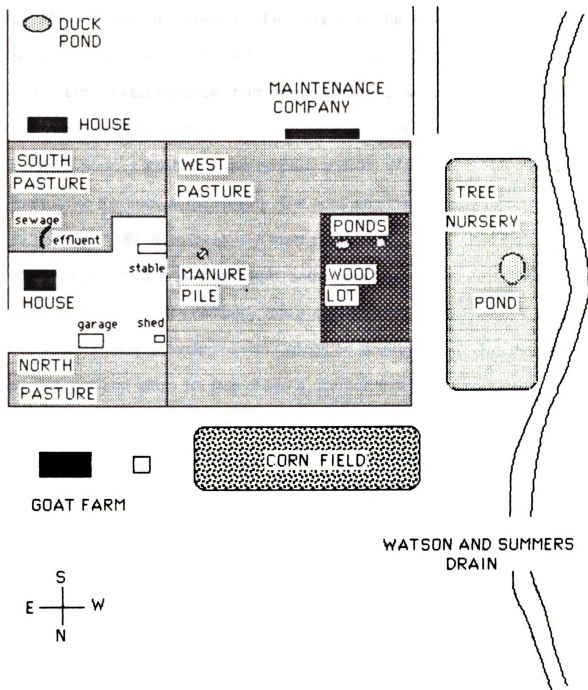 DUCK
POND
MAINTENANCE
COMPANY
HOUSE
SOUTH
PASTURE
WEST
PASTURE
TREE
NURSERY
sewage
effluent
PONDS
stable
MANURE
PILE
WOOD
LOT
HOUSE
POND
garage
shed
NORTH
PASTURE
CORN FIELD
GOAT FARM
WATSON AND SUMMERS
DRAIN
S
E W
N